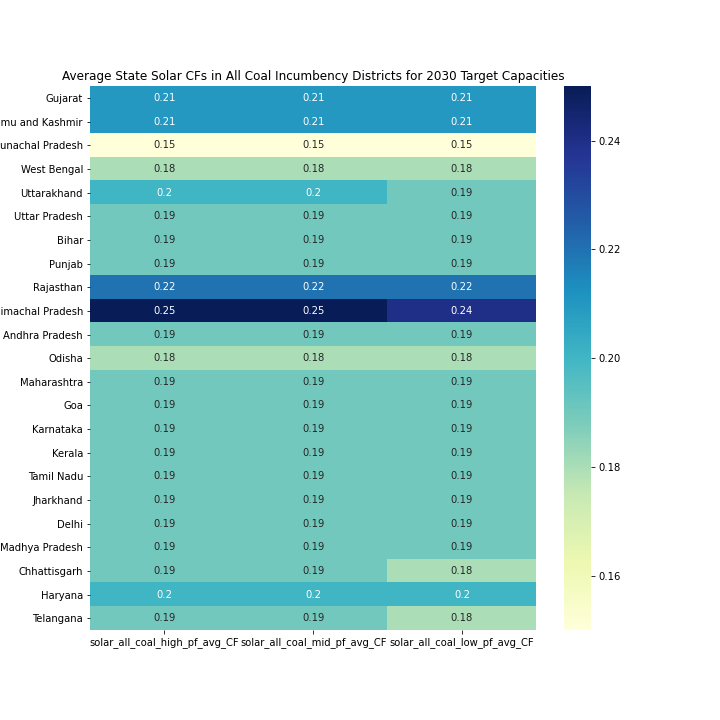 Average State Solar CFs in All Coal Incumbency Districts for 2030 Target Capacities
Gujarat 0.21 0.21 0.21
mu and Kashmir 0.21 0.21 0.21
unachal Pradesh 0.15 0.15 0.15
West Bengal 0.18 0.18 0.18
Uttarakhand 0.2 0.2 0.19
Uttar Pradesh 0.19 0.19 0.19
Bihar 0.19 0.19 0.19
Punjab 0.19 0.19 0.19
Rajasthan 0.22 0.22 0.22
imachal Pradesh 0.25 0.25 0.24
Andhra Pradesh 0.19 0.19 0.19
Odisha 0.18 0.18 0.18
Maharashtra 0.19 0.19 0.19
Goa 0.19 0.19 0.19
Karnataka 0.19 0.19 0.19
Kerala 0.19 0.19 0.19
Tamil Nadu 0.19 0.19 0.19
Jharkhand 0.19 0.19 0.19
Delhi 0.19 0.19 0.19
Madhya Pradesh 0.19 0.19 0.19
Chhattisgarh 0.19 0.19 0.18
Haryana 0.2 0.2 0.2
Telangana 0.19 0.19 0.18
solar_all_coal_high_pf_avg_CF solar_all_coal_mid_pf_avg_CF solar_all_coal_low_pf_avg_CF
0.24
0.22
0.20
0.18
0.16